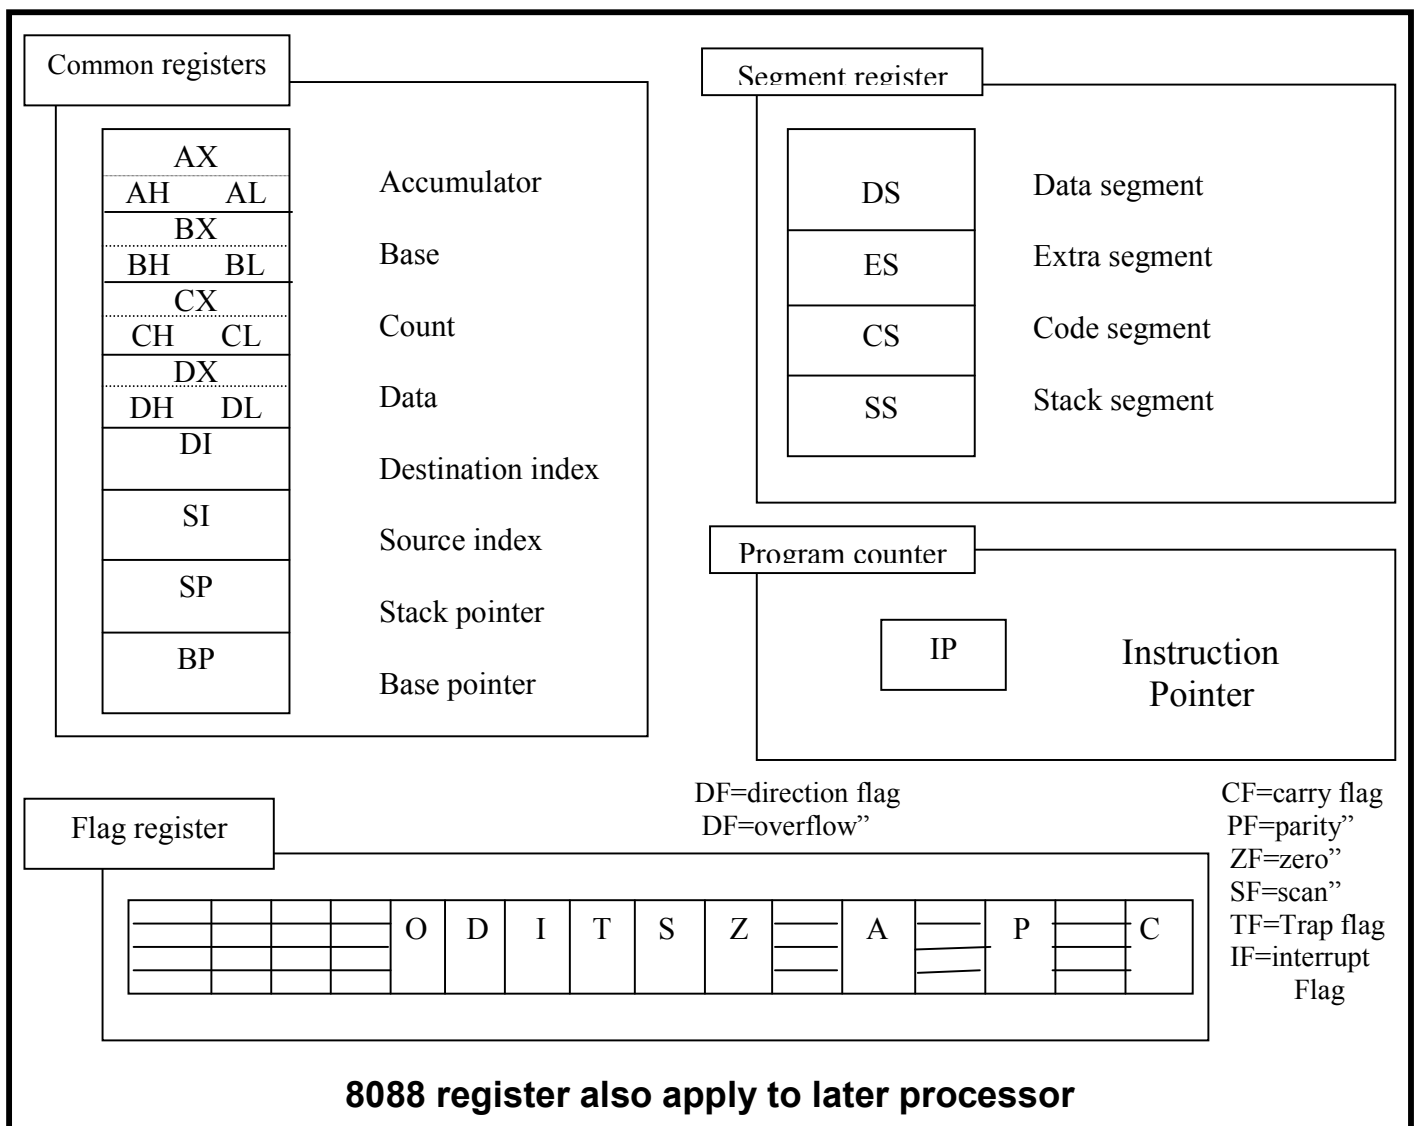 Common registers
AX
AH AL
Accumulator
BX
BH BL
Base
CX
CH CL
Count
DX
DH DL
Data
DI
Destination index
SI
Source index
SP
Stack pointer
BP
Base pointer
Segment register
DS Data segment
ES Extra segment
CS Code segment
SS Stack segment
Program counter
IP
Instruction
Pointer
Flag register
DF=direction flag
DF=overflow”
CF=carry flag
PF=parity”
ZF=zero”
SF=scan”
TF=Trap flag
IF=interrupt
Flag
O D I T S Z A P C
8088 register also apply to later processor